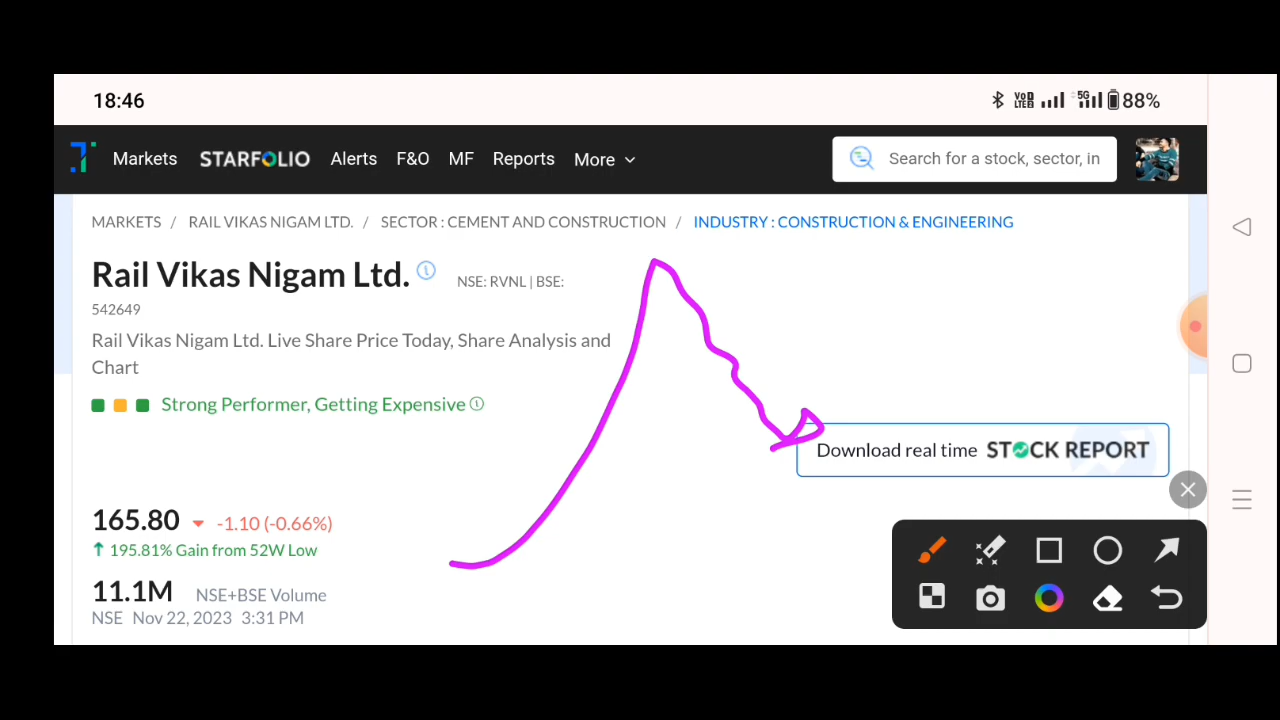 18:46 VoD LTE 5G 88%
Markets STARFOLIO Alerts F&O MF Reports More Search for a stock, sector, in
MARKETS / RAIL VIKAS NIGAM LTD. / SECTOR : CEMENT AND CONSTRUCTION / INDUSTRY : CONSTRUCTION & ENGINEERING
Rail Vikas Nigam Ltd. NSE: RVNL | BSE:
542649
Rail Vikas Nigam Ltd. Live Share Price Today, Share Analysis and
Chart
Strong Performer, Getting Expensive
Download real time STOCK REPORT
165.80 -1.10 (-0.66%)
195.81% Gain from 52W Low
11.1M NSE+BSE Volume
NSE Nov 22, 2023 3:31 PM